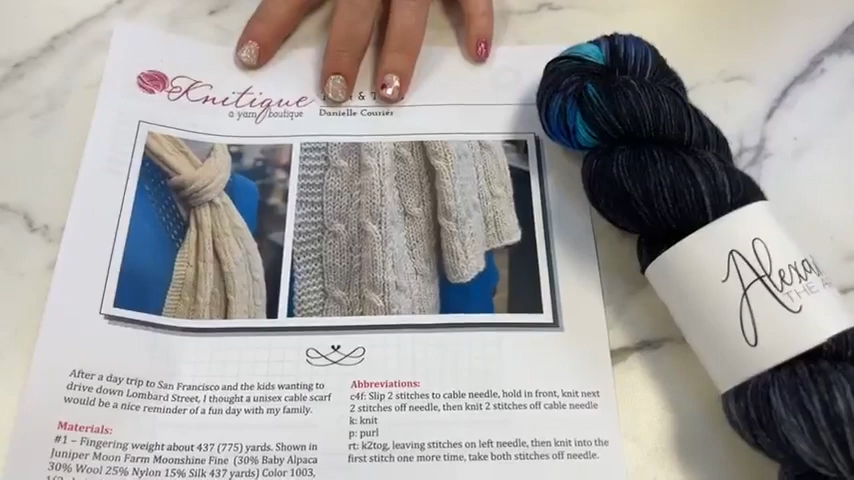 Knitique
a yarn boutique
&
Danielle Cousier
After a day trip to San Francisco and the kids wanting to
drive down Lombard Street, I thought a unisex cable scarf
would be a nice reminder of a fun day with my family.
Materials:
#1 – Fingering weight about 437 (775) yards. Shown in
Juniper Moon Farm Moonshine Fine (30% Baby Alpaca
30% Wool 25% Nylon 15% Silk 437 yards) Color 1003,
Abbreviations:
c4f: Slip 2 stitches to cable needle, hold in front, knit next
2 stitches off needle, then knit 2 stitches off cable needle
k: knit
p: purl
rt: k2tog, leaving stitches on left needle, then knit into the
first stitch one more time, take both stitches off needle.
Alexa
THE A